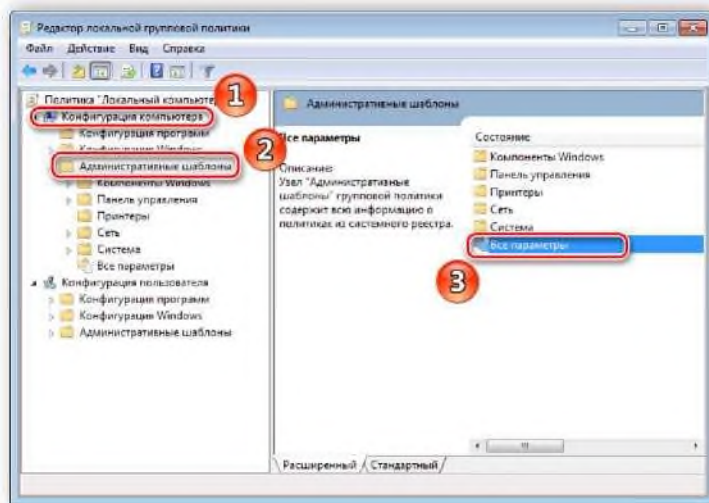 Редактор локальной групповой политики
Файл Действие Вид Справка
Политика "Локальный компьюте
1
Конфигурация компьютера
Конфигурация программ
Конфигурация Windows
2
Административные шаблоны
Компоненты Windows
Панель управления
Принтеры
Сеть
Система
Все параметры
Конфигурация пользователя
Конфигурация программ
Конфигурация Windows
Административные шаблоны
Административные шаблоны
Все параметры
Описание:
Узел "Административные
шаблоны" групповой политики
содержит всю информацию о
политиках из системного реестра.
Состояние
Компоненты Windows
Панель управления
Принтеры
Сеть
Система
Все параметры
3
Расширенный Стандартный